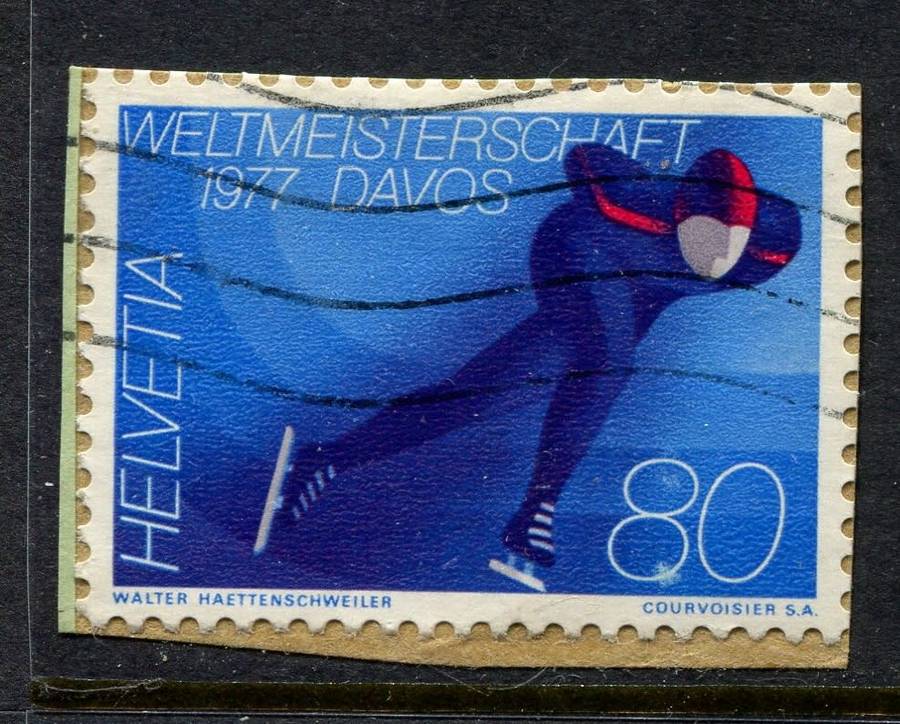 WELTMEISTERSCHAFT
1977 DAVOS
HELVETIA
80
WALTER HAETTENSCHWEILER
COURVOISIER S.A.